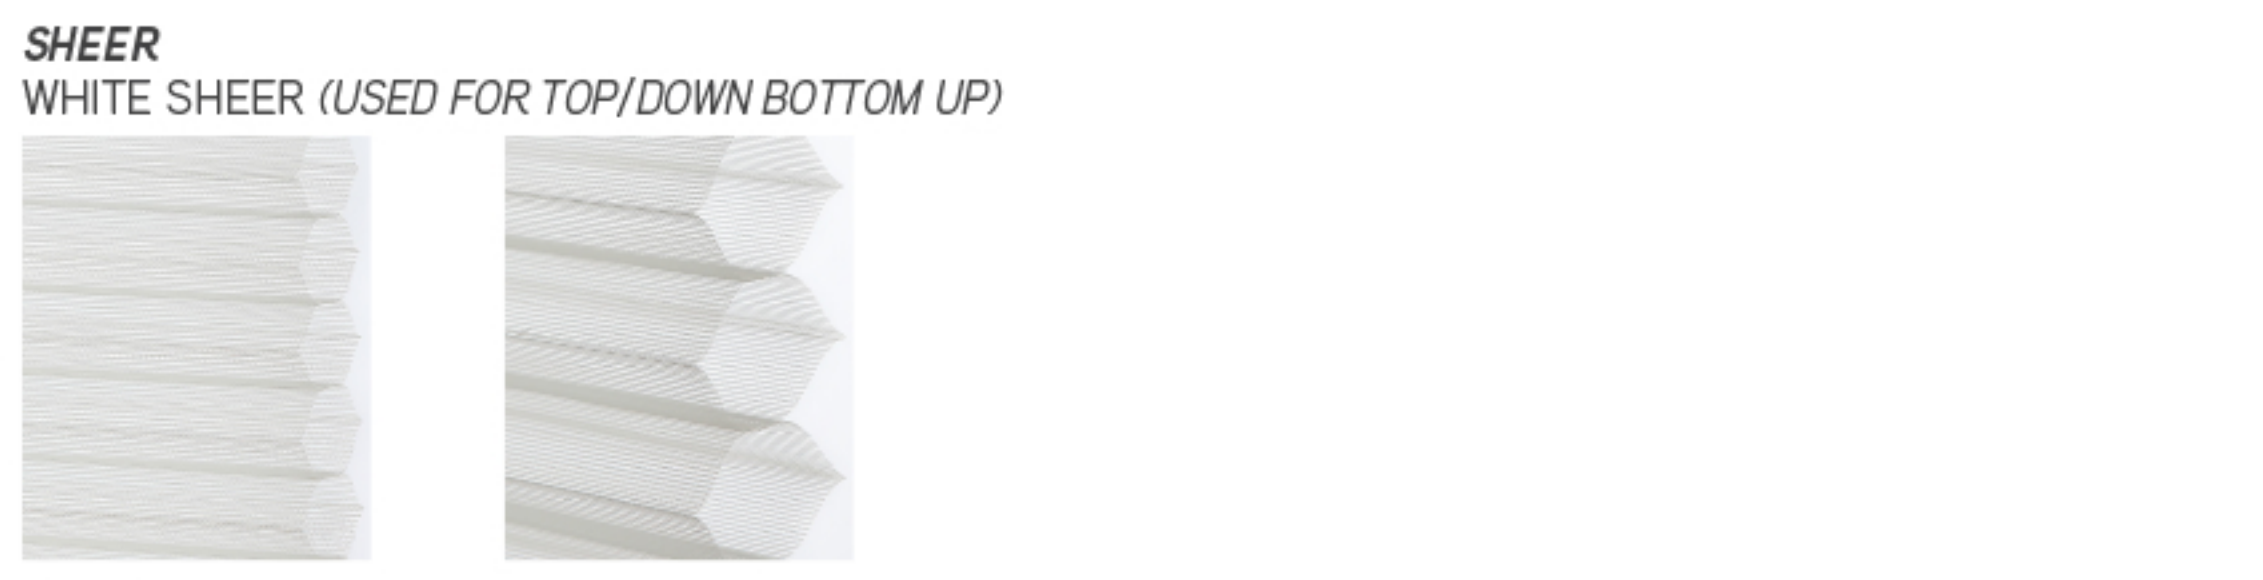 SHEER
WHITE SHEER (USED FOR TOP/DOWN BOTTOM UP)